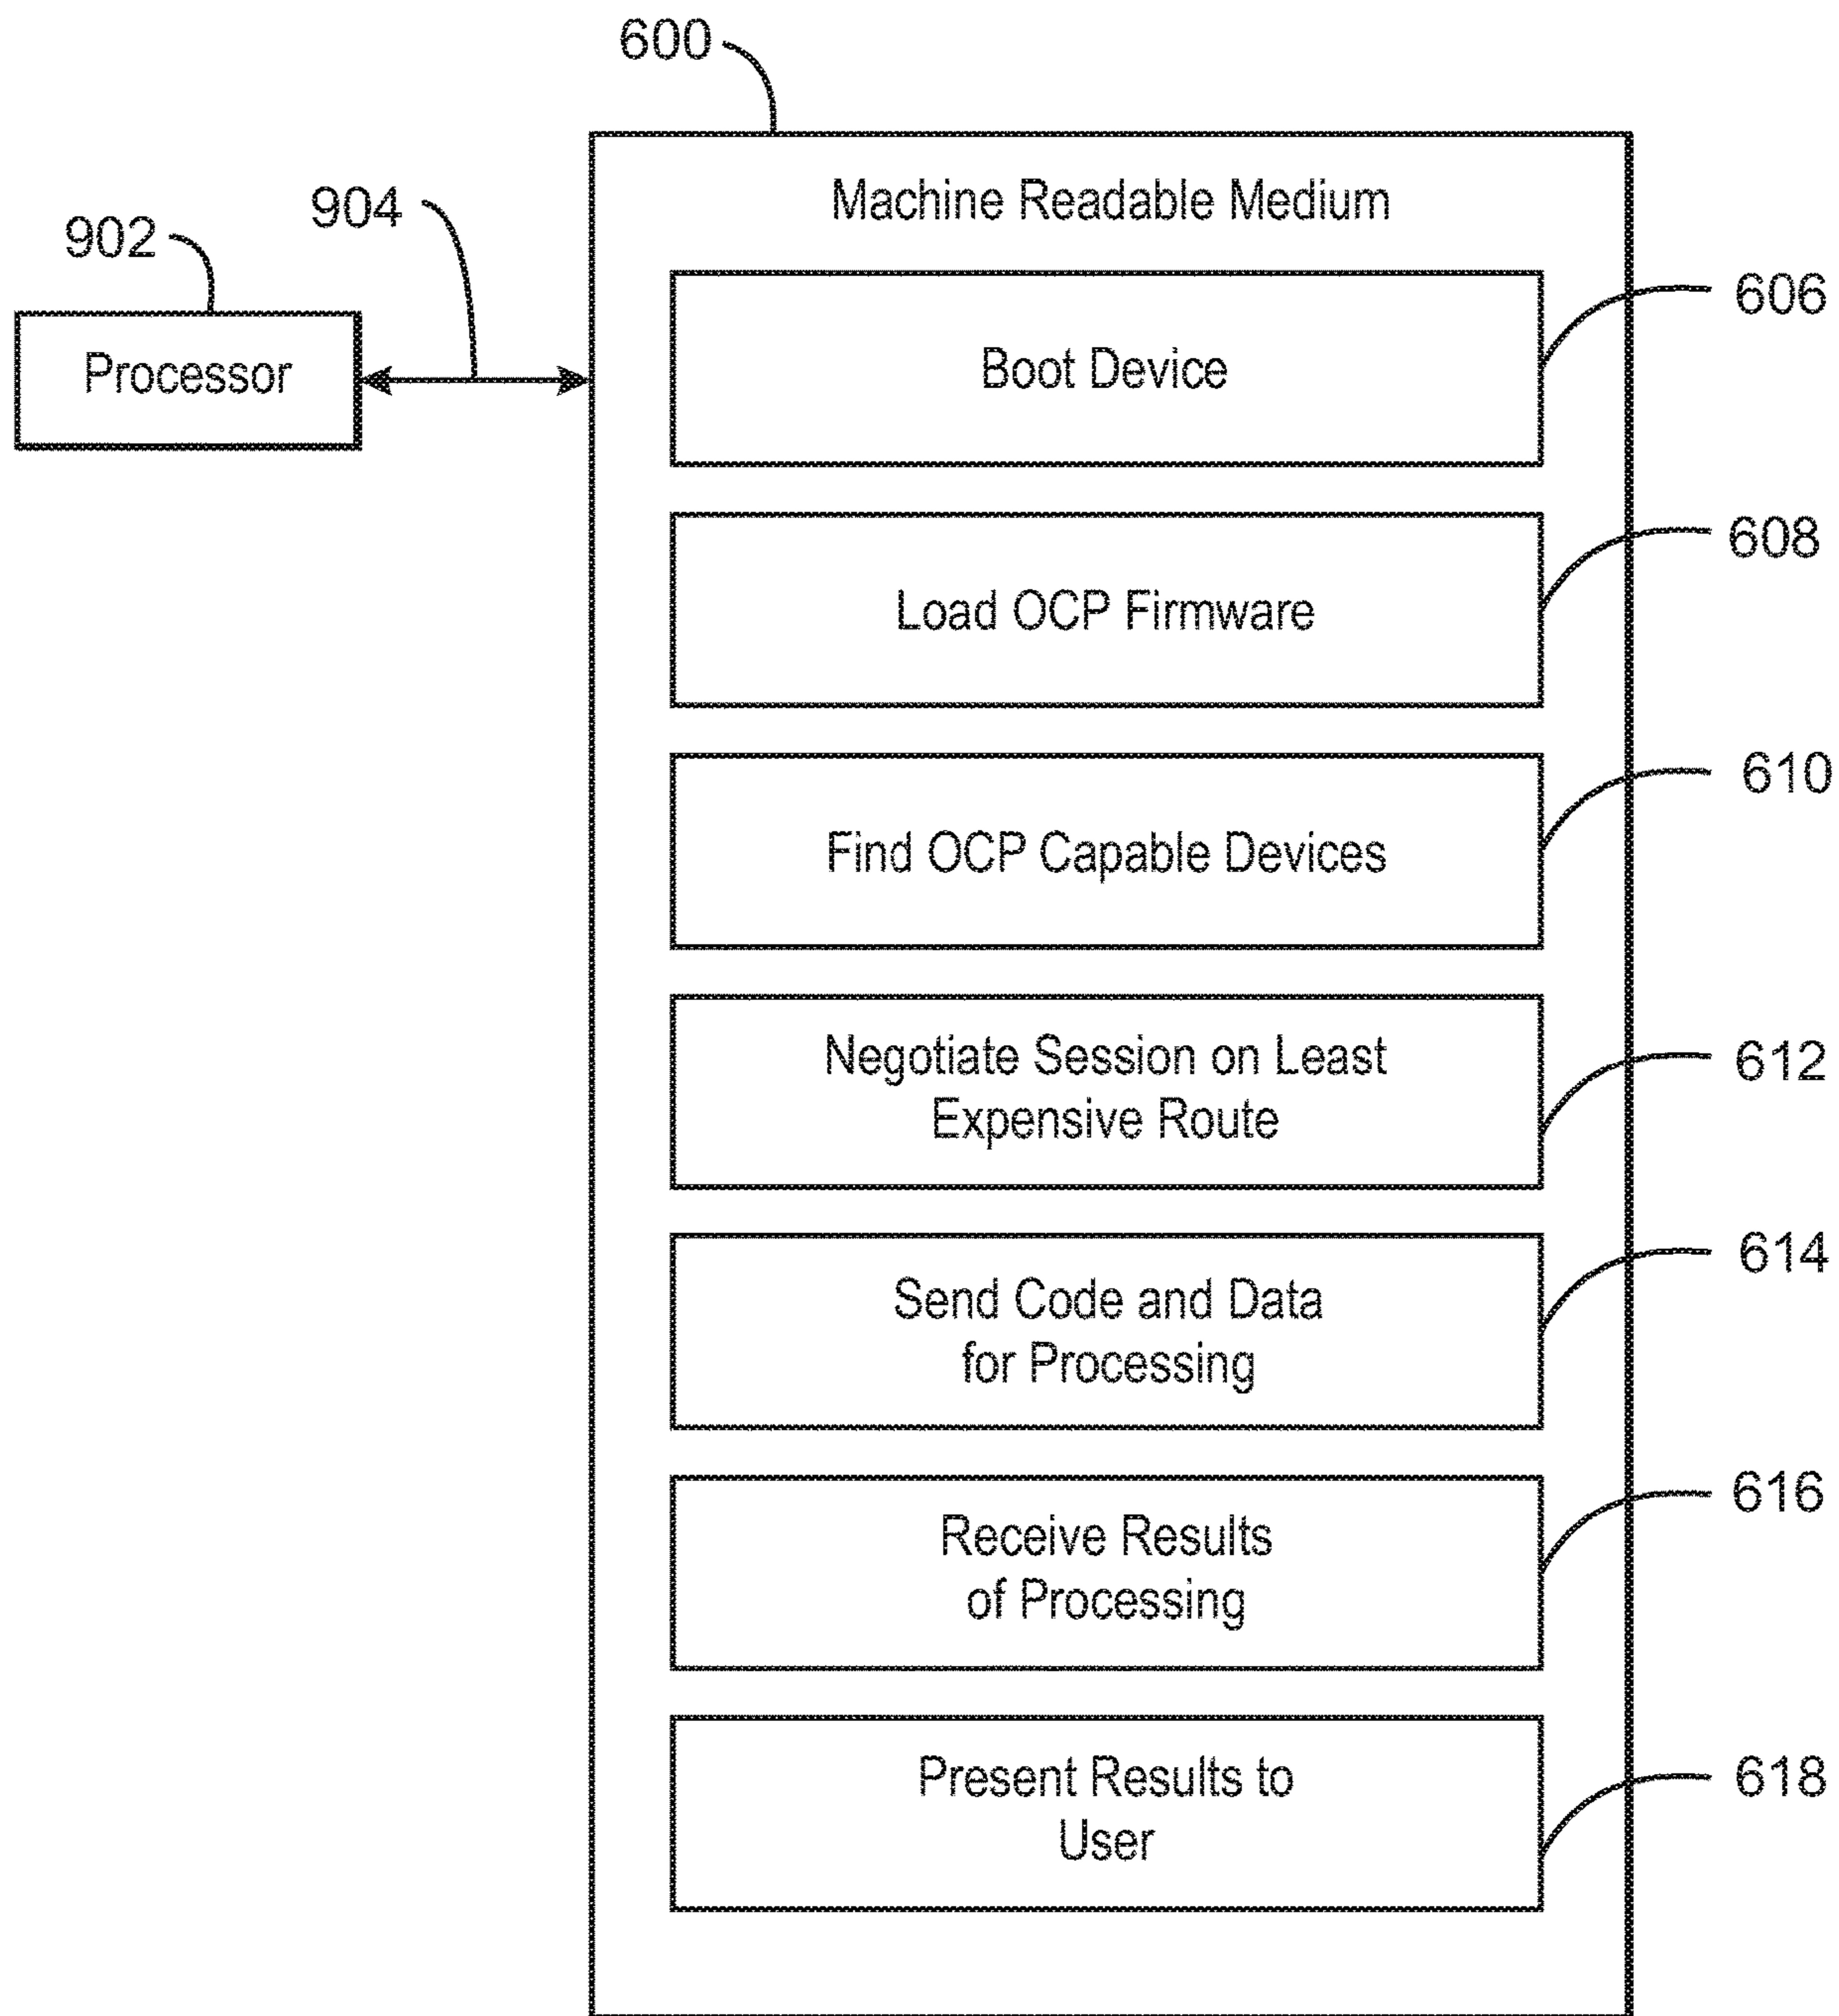 600
Machine Readable Medium
904
902
606
Processor
Boot Device
608
Load OCP Firmware
610
Find OCP Capable Devices
Negotiate Session on Least
Expensive Route
612
614
Send Code and Data
for Processing
616
Receive Results
of Processing
Present Results to
User
618